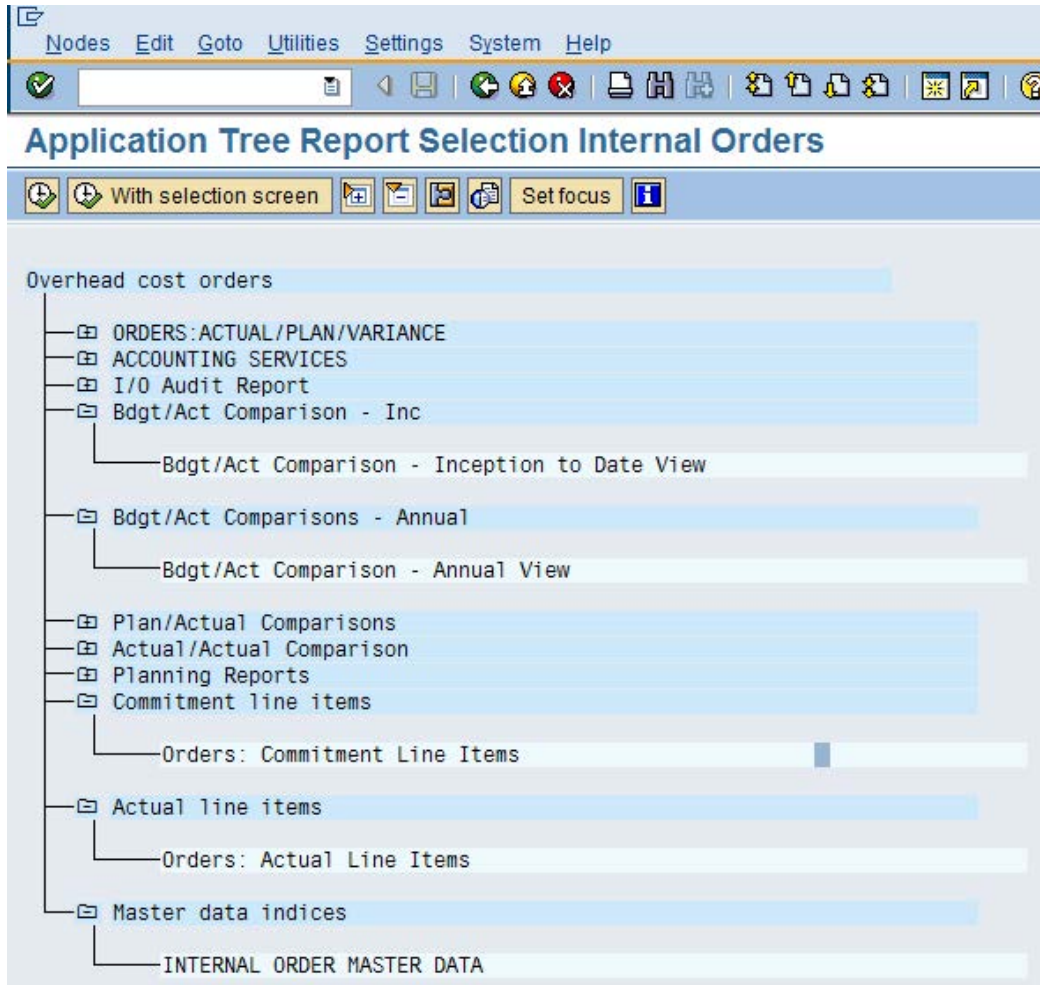 Nodes Edit Goto Utilities Settings System Help
Application Tree Report Selection Internal Orders
With selection screen Set focus
Overhead cost orders
ORDERS:ACTUAL/PLAN/VARIANCE
ACCOUNTING SERVICES
I/O Audit Report
Bdgt/Act Comparison - Inc
Bdgt/Act Comparison - Inception to Date View
Bdgt/Act Comparisons - Annual
Bdgt/Act Comparison - Annual View
Plan/Actual Comparisons
Actual/Actual Comparison
Planning Reports
Commitment line items
Orders: Commitment Line Items
Actual line items
Orders: Actual Line Items
Master data indices
INTERNAL ORDER MASTER DATA